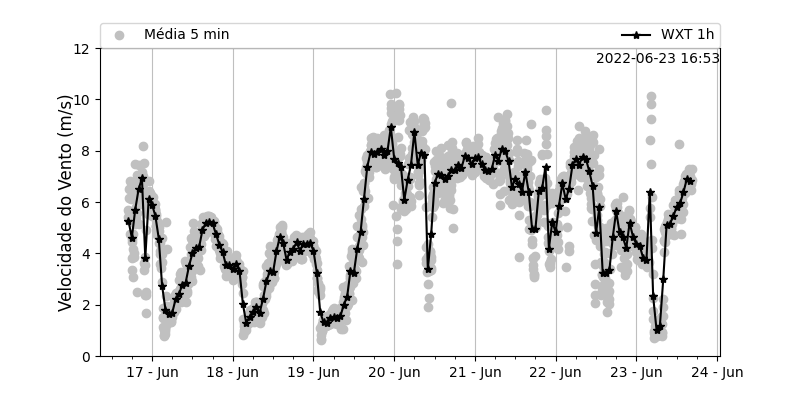 Média 5 min
WXT 1h
2022-06-23 16:53
Velocidade do Vento (m/s)
12
10
8
6
4
2
0
17 - Jun
18 - Jun
19 - Jun
20 - Jun
21 - Jun
22 - Jun
23 - Jun
24 - Jun